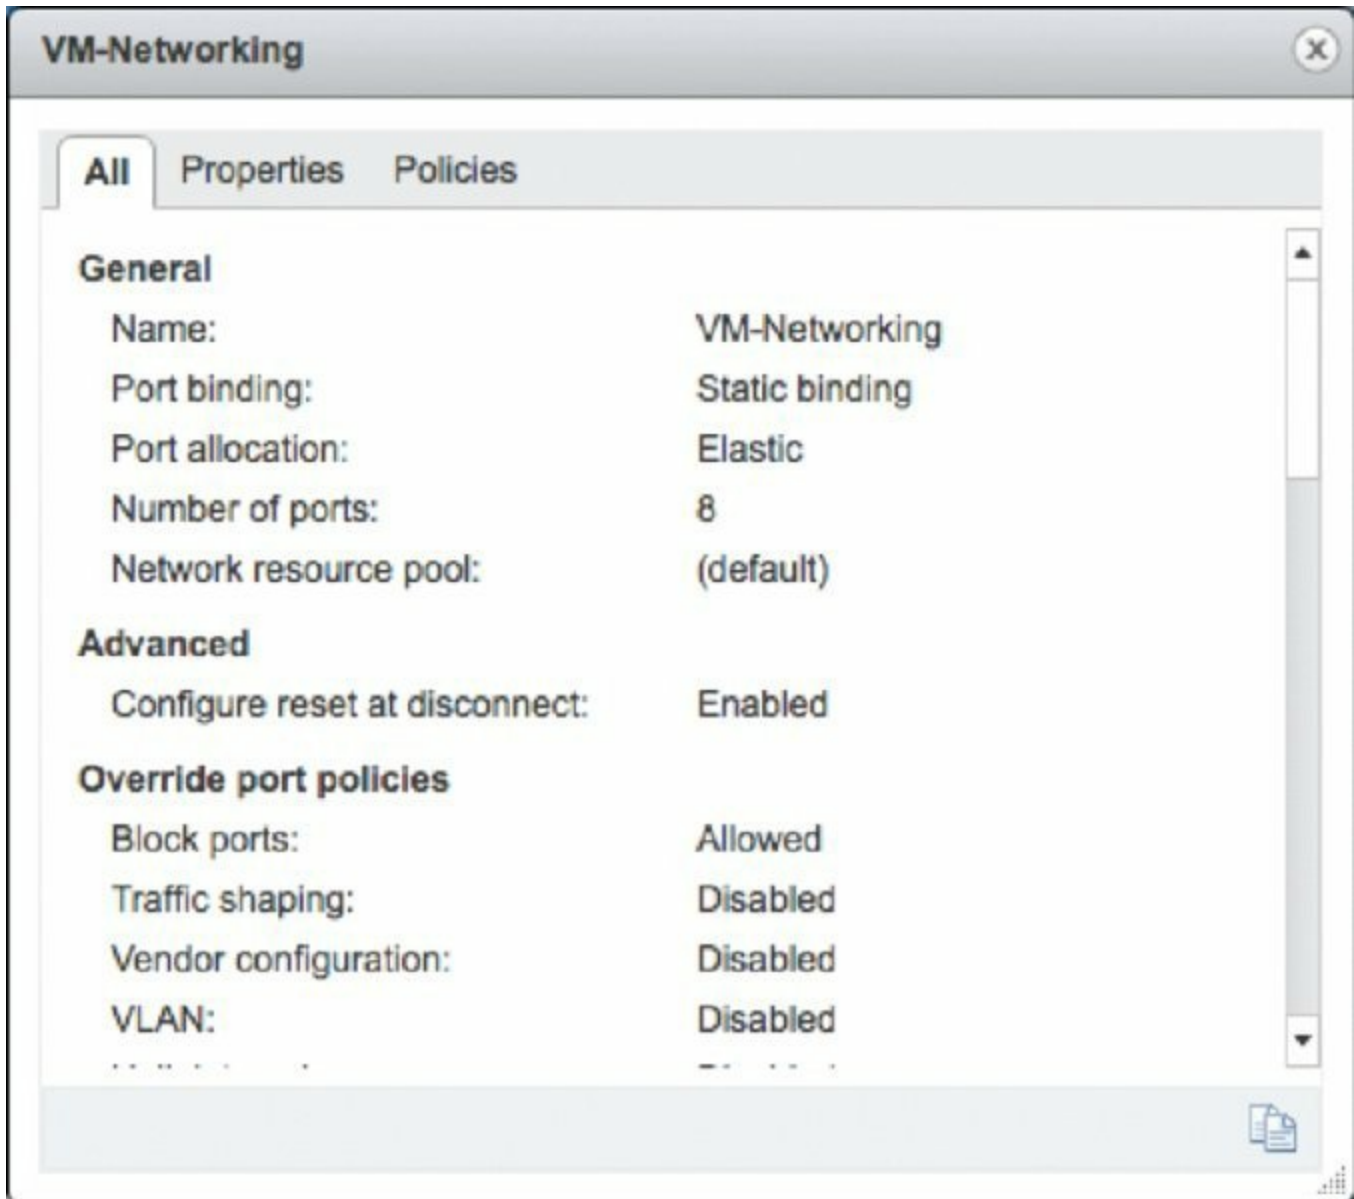 VM-Networking
All Properties Policies
General
Name: VM-Networking
Port binding: Static binding
Port allocation: Elastic
Number of ports: 8
Network resource pool: (default)
Advanced
Configure reset at disconnect: Enabled
Override port policies
Block ports: Allowed
Traffic shaping: Disabled
Vendor configuration: Disabled
VLAN: Disabled